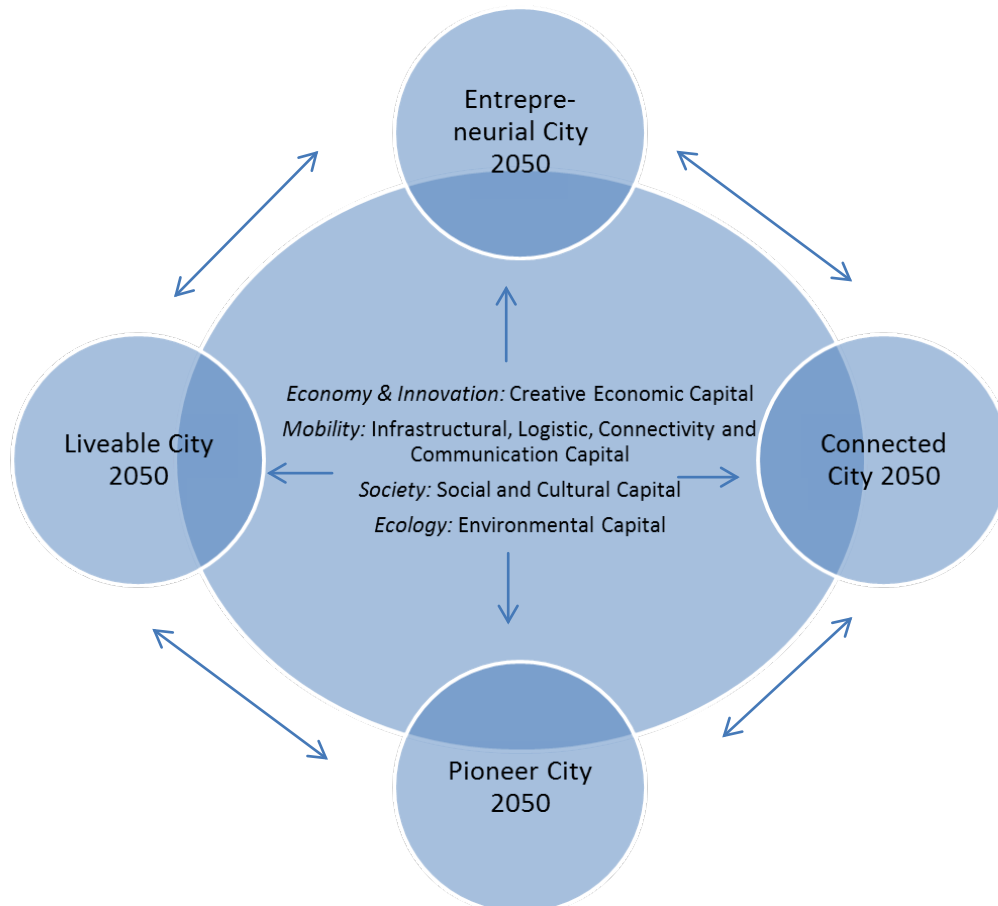 Entrepre-
neurial City
2050
Economy & Innovation: Creative Economic Capital
Mobility: Infrastructural, Logistic, Connectivity and
Communication Capital
Society: Social and Cultural Capital
Ecology: Environmental Capital
Liveable City
2050
Connected
City 2050
Pioneer City
2050